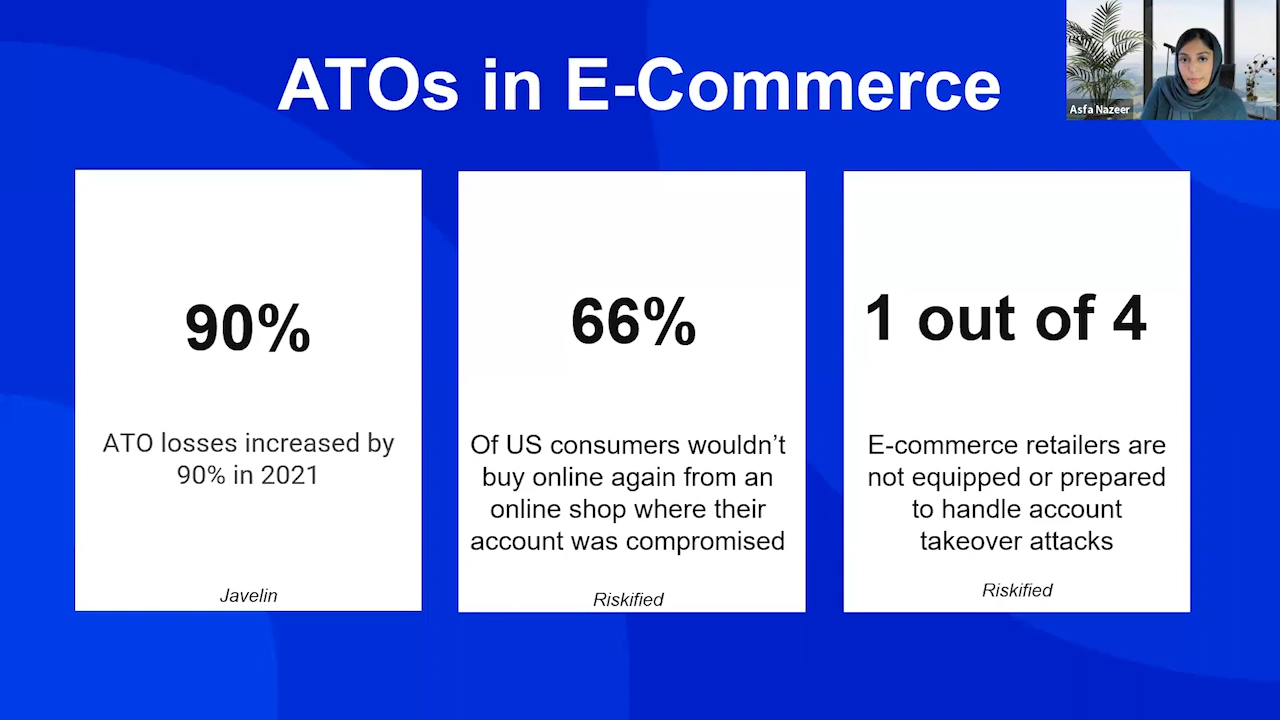 ATOs in E-Commerce
Asfa Nazeer
90%
ATO losses increased by
90% in 2021
Javelin
66%
Of US consumers wouldn’t
buy online again from an
online shop where their
account was compromised
Riskified
1 out of 4
E-commerce retailers are
not equipped or prepared
to handle account
takeover attacks
Riskified